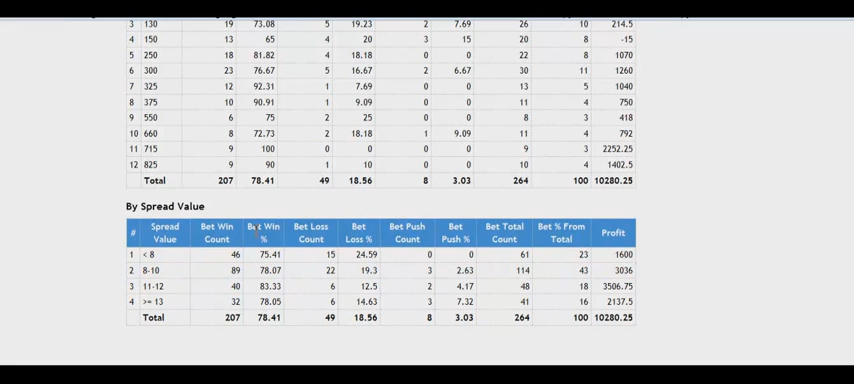 3 130 19 73.08 5 19.23 2 7.69 26 10 214.5
4 150 13 65 4 20 3 15 20 8 -15
5 250 18 81.82 4 18.18 0 0 22 8 1070
6 300 23 76.67 5 16.67 2 6.67 30 11 1260
7 325 12 92.31 1 7.69 0 0 13 5 1040
8 375 10 90.91 1 9.09 0 0 11 4 750
9 550 6 75 2 25 0 0 8 3 418
10 660 8 72.73 2 18.18 1 9.09 11 4 792
11 715 9 100 0 0 0 0 9 3 2252.25
12 825 9 90 1 10 0 0 10 4 1402.5
Total 207 78.41 49 18.56 8 3.03 264 100 10280.25
By Spread Value
# Spread Value Bet Win Count Bet Win % Bet Loss Count Bet Loss % Bet Push Count Bet Push % Bet Total Count Bet % From Total Profit
1 < 8 46 75.41 15 24.59 0 0 61 23 1600
2 8-10 89 78.07 22 19.3 3 2.63 114 43 3036
3 11-12 40 83.33 6 12.5 2 4.17 48 18 3506.75
4 >= 13 32 78.05 6 14.63 3 7.32 41 16 2137.5
Total 207 78.41 49 18.56 8 3.03 264 100 10280.25